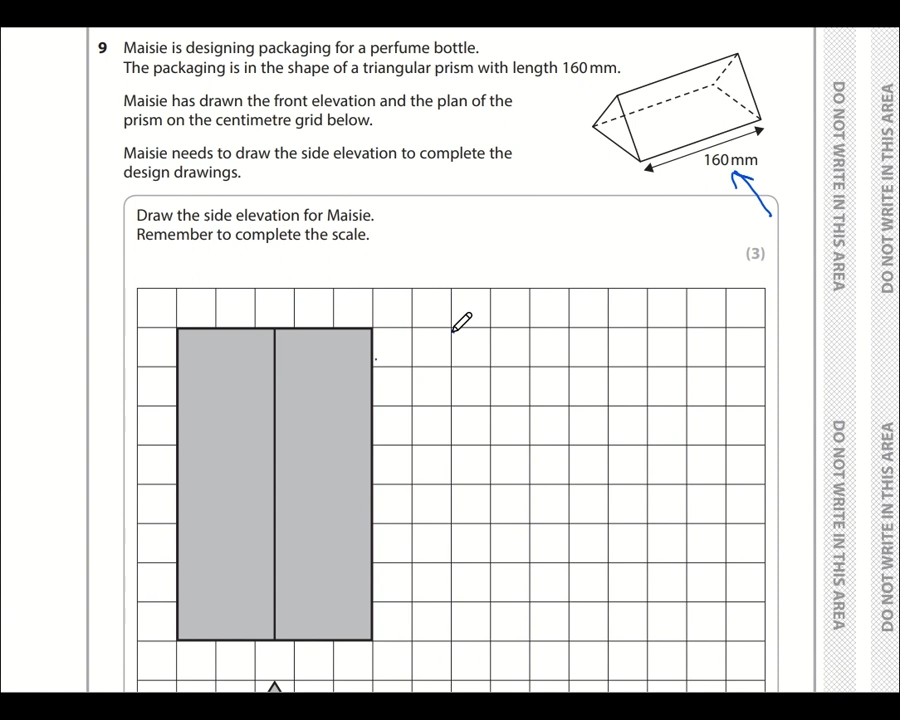 9 Maisie is designing packaging for a perfume bottle.
The packaging is in the shape of a triangular prism with length 160 mm.
Maisie has drawn the front elevation and the plan of the
prism on the centimetre grid below.
Maisie needs to draw the side elevation to complete the
design drawings.
160 mm
Draw the side elevation for Maisie.
Remember to complete the scale.
(3)
DO NOT WRITE IN THIS AREA
DO NOT WRITE IN THIS AREA
DO NOT WRITE IN THIS AREA
DO NOT WRITE IN THIS AREA